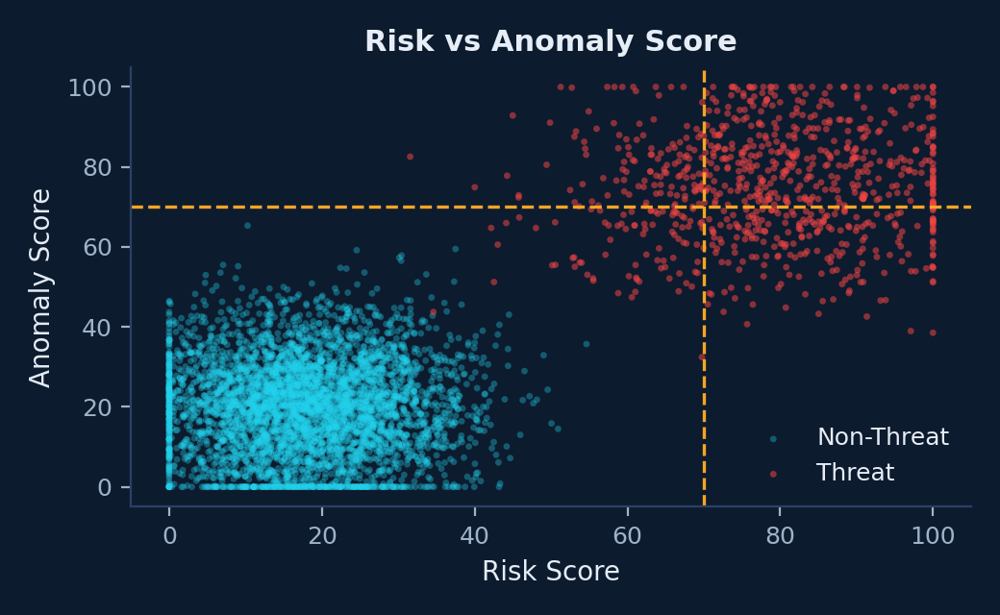 Risk vs Anomaly Score
100
80
60
40
20
0
Anomaly Score
Non-Threat
Threat
0 20 40 60 80 100
Risk Score